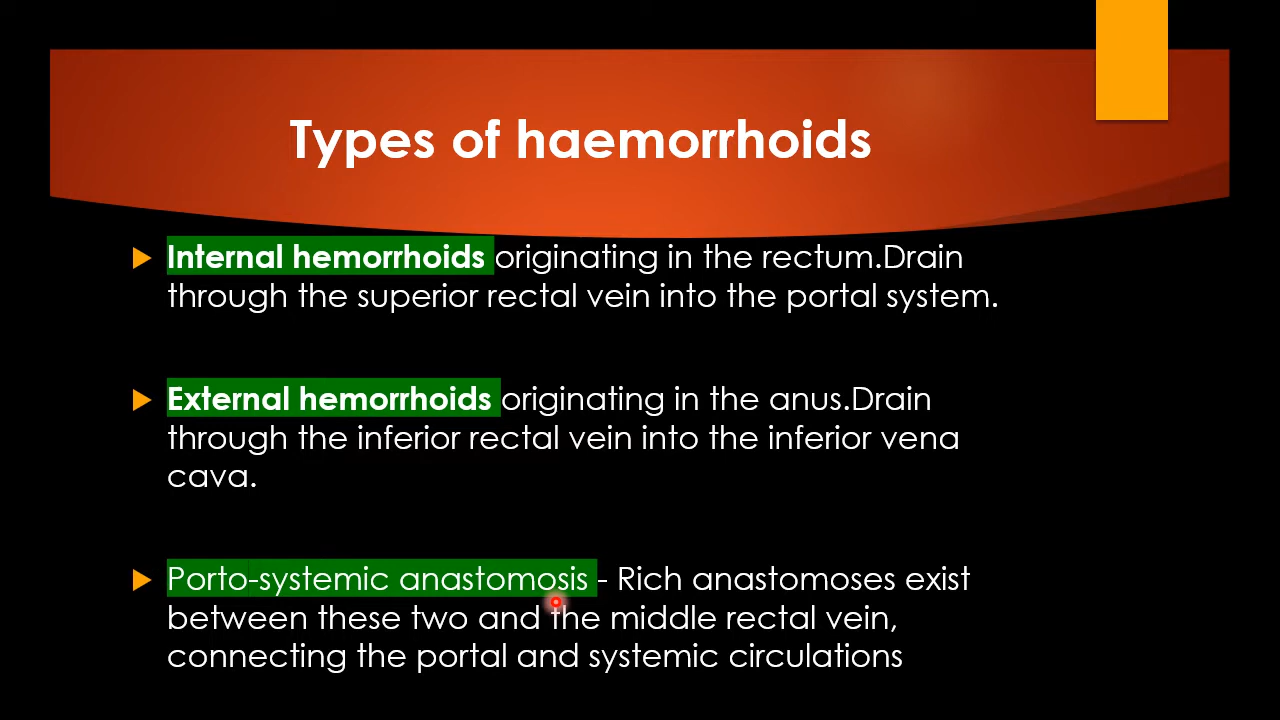 Types of haemorrhoids
Internal hemorrhoids originating in the rectum.Drain
through the superior rectal vein into the portal system.
External hemorrhoids originating in the anus.Drain
through the inferior rectal vein into the inferior vena
cava.
Porto-systemic anastomosis - Rich anastomoses exist
between these two and the middle rectal vein,
connecting the portal and systemic circulations